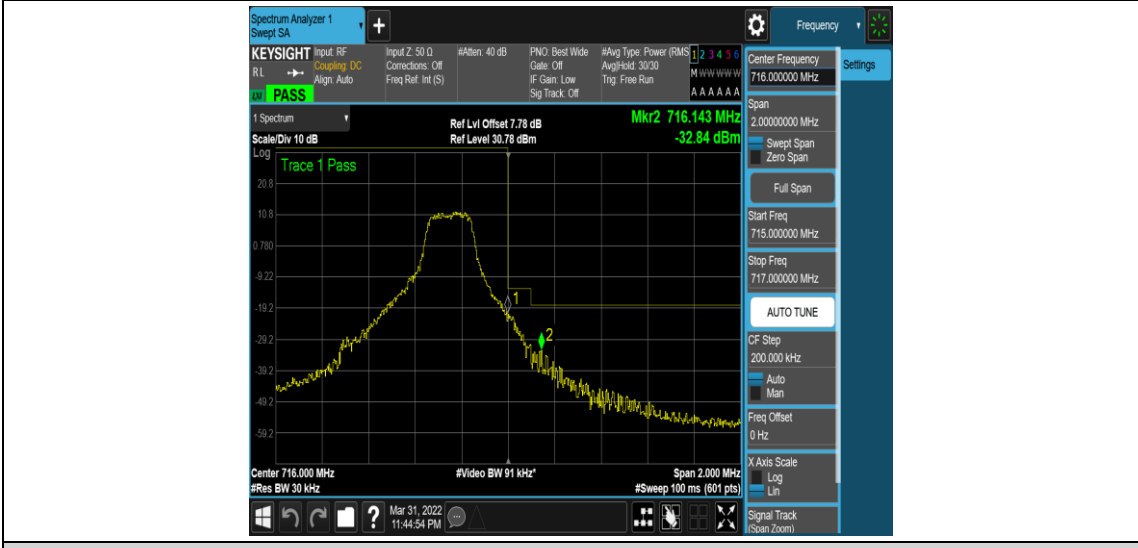 Spectrum Analyzer 1
Swept SA
+
Frequency
KEYSIGHT
RL
PASS
Input: RF
Coupling: DC
Align: Auto
Input Z: 50 Ω
Corrections: Off
Freq Ref: Int (S)
#Atten: 40 dB
PNO: Best Wide
Gate: Off
IF Gain: Low
Sig Track: Off
#Avg Type: Power (RMS
Avg|Hold: 30/30
Trig: Free Run
1 2 3 4 5 6
M W W W W W
A A A A A A
1 Spectrum
Scale/Div 10 dB
Ref Lvl Offset 7.78 dB
Ref Level 30.78 dBm
Mkr2 716.143 MHz
-32.84 dBm
Log
Trace 1 Pass
20.8
10.8
0.780
-9.22
-19.2
-29.2
-39.2
-49.2
-59.2
1
2
Center 716.000 MHz
#Video BW 91 kHz*
Span 2.000 MHz
#Res BW 30 kHz
#Sweep 100 ms (601 pts)
?
Mar 31, 2022
11:44:54 PM
Center Frequency
716.000000 MHz
Settings
Span
2.00000000 MHz
Swept Span
Zero Span
Full Span
Start Freq
715.000000 MHz
Stop Freq
717.000000 MHz
AUTO TUNE
CF Step
200.000 kHz
Auto
Man
Freq Offset
0 Hz
X Axis Scale
Log
Lin
Signal Track
(Span Zoom)